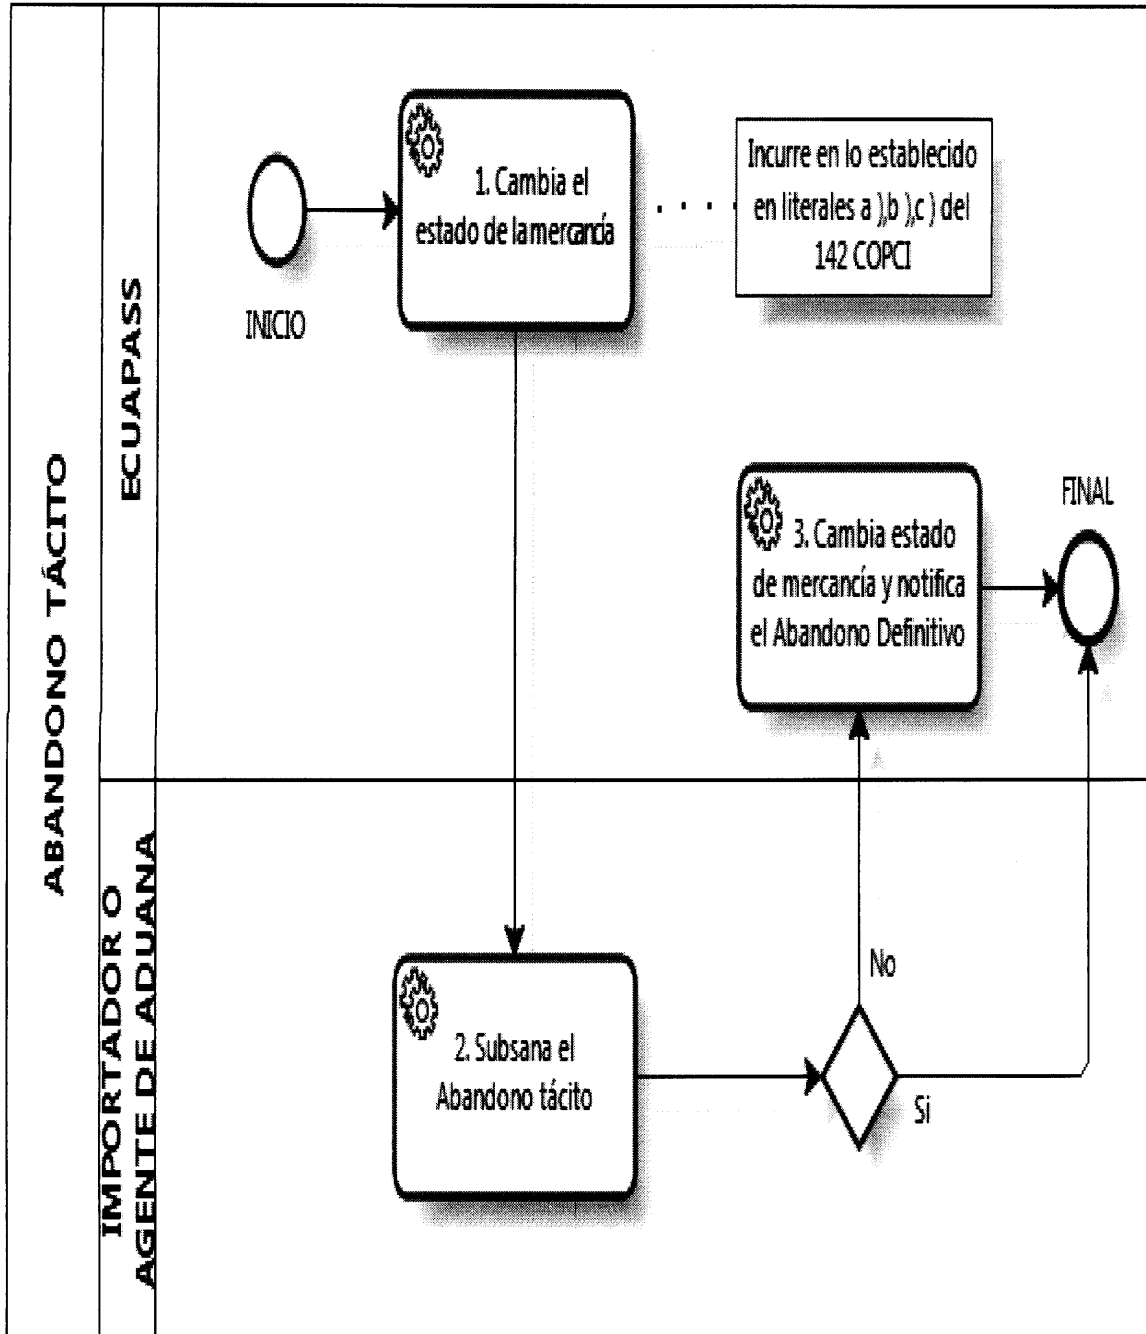 ABANDONO TÁCITO
ECUAPASS
INICIO
1. Cambia el
estado de la mercancía
Incurre en lo establecido
en literales a ),b ),c ) del
142 COPCI
3. Cambia estado
de mercancía y notifica
el Abandono Definitivo
FINAL
IMPORTADOR O
AGENTE DE ADUANA
2. Subsana el
Abandono tácito
No
Si